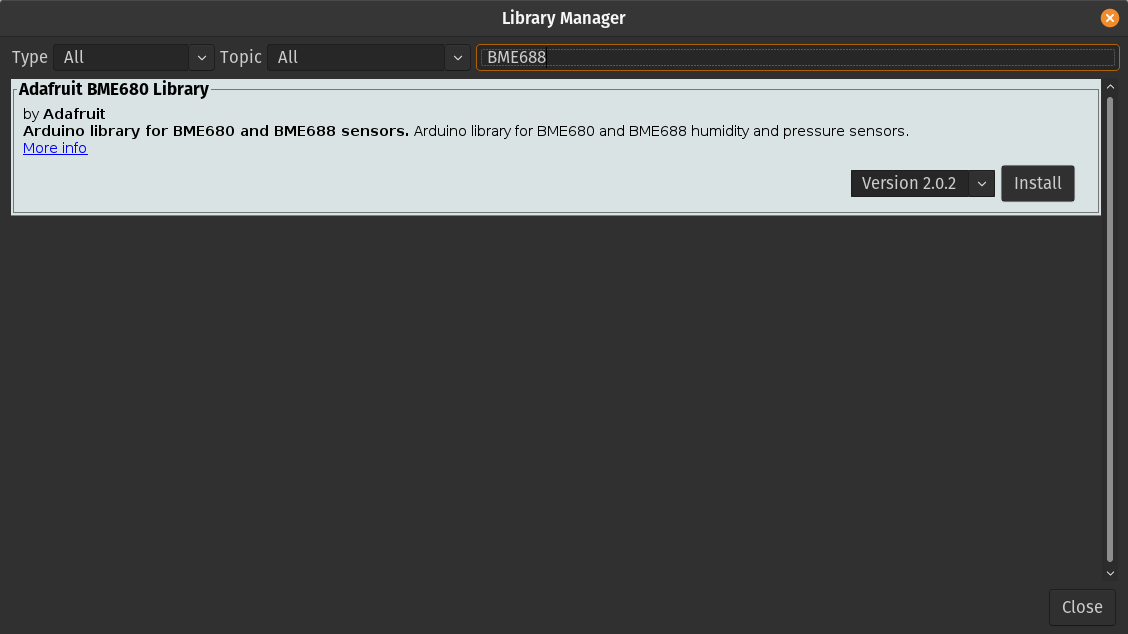 Library Manager
Type All Topic All BME688
Adafruit BME680 Library
by Adafruit
Arduino library for BME680 and BME688 sensors. Arduino library for BME680 and BME688 humidity and pressure sensors.
More info
Version 2.0.2 Install
Close